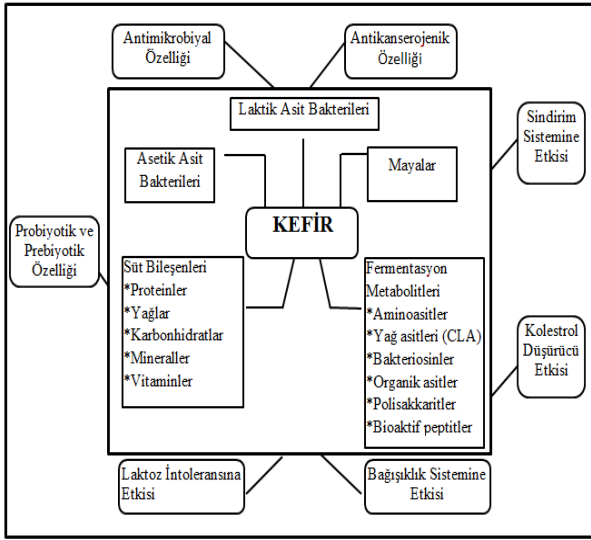 Antimikrobiyal
Özelliği
Antikanserojenik
Özelliği
Laktik Asit Bakterileri
Sindirim
Sistemine
Etkisi
Asetik Asit
Bakterileri
Mayalar
KEFİR
Probiyotik ve
Prebiyotik
Özelliği
Süt Bileşenleri
*Proteinler
*Yağlar
*Karbonhidratlar
*Mineraller
*Vitaminler
Fermentasyon
Metabolitleri
*Aminoasitler
*Yağ asitleri (CLA)
*Bakteriosinler
*Organik asitler
*Polisakkaritler
*Bioaktif peptitler
Kolestrol
Düşürücü
Etkisi
Laktoz İntoleransına
Etkisi
Bağışıklık Sistemine
Etkisi